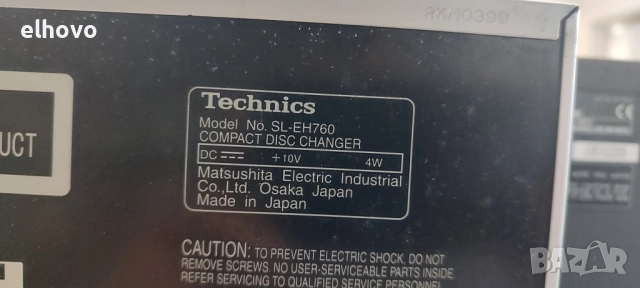 elhovo
RXM0399
UCT
Technics
Model No. SL-EH760
COMPACT DISC CHANGER
DC +10V 4W
Matsushita Electric Industrial
Co.,Ltd. Osaka Japan
Made in Japan
CAUTION: TO PREVENT ELECTRIC SHOCK DO NOT
REMOVE SCREWS. NO USER-SERVICEABLE PARTS INSIDE
REFER SERVICING TO QUALIFIED SERVICE PERSONNEL
BAZAR